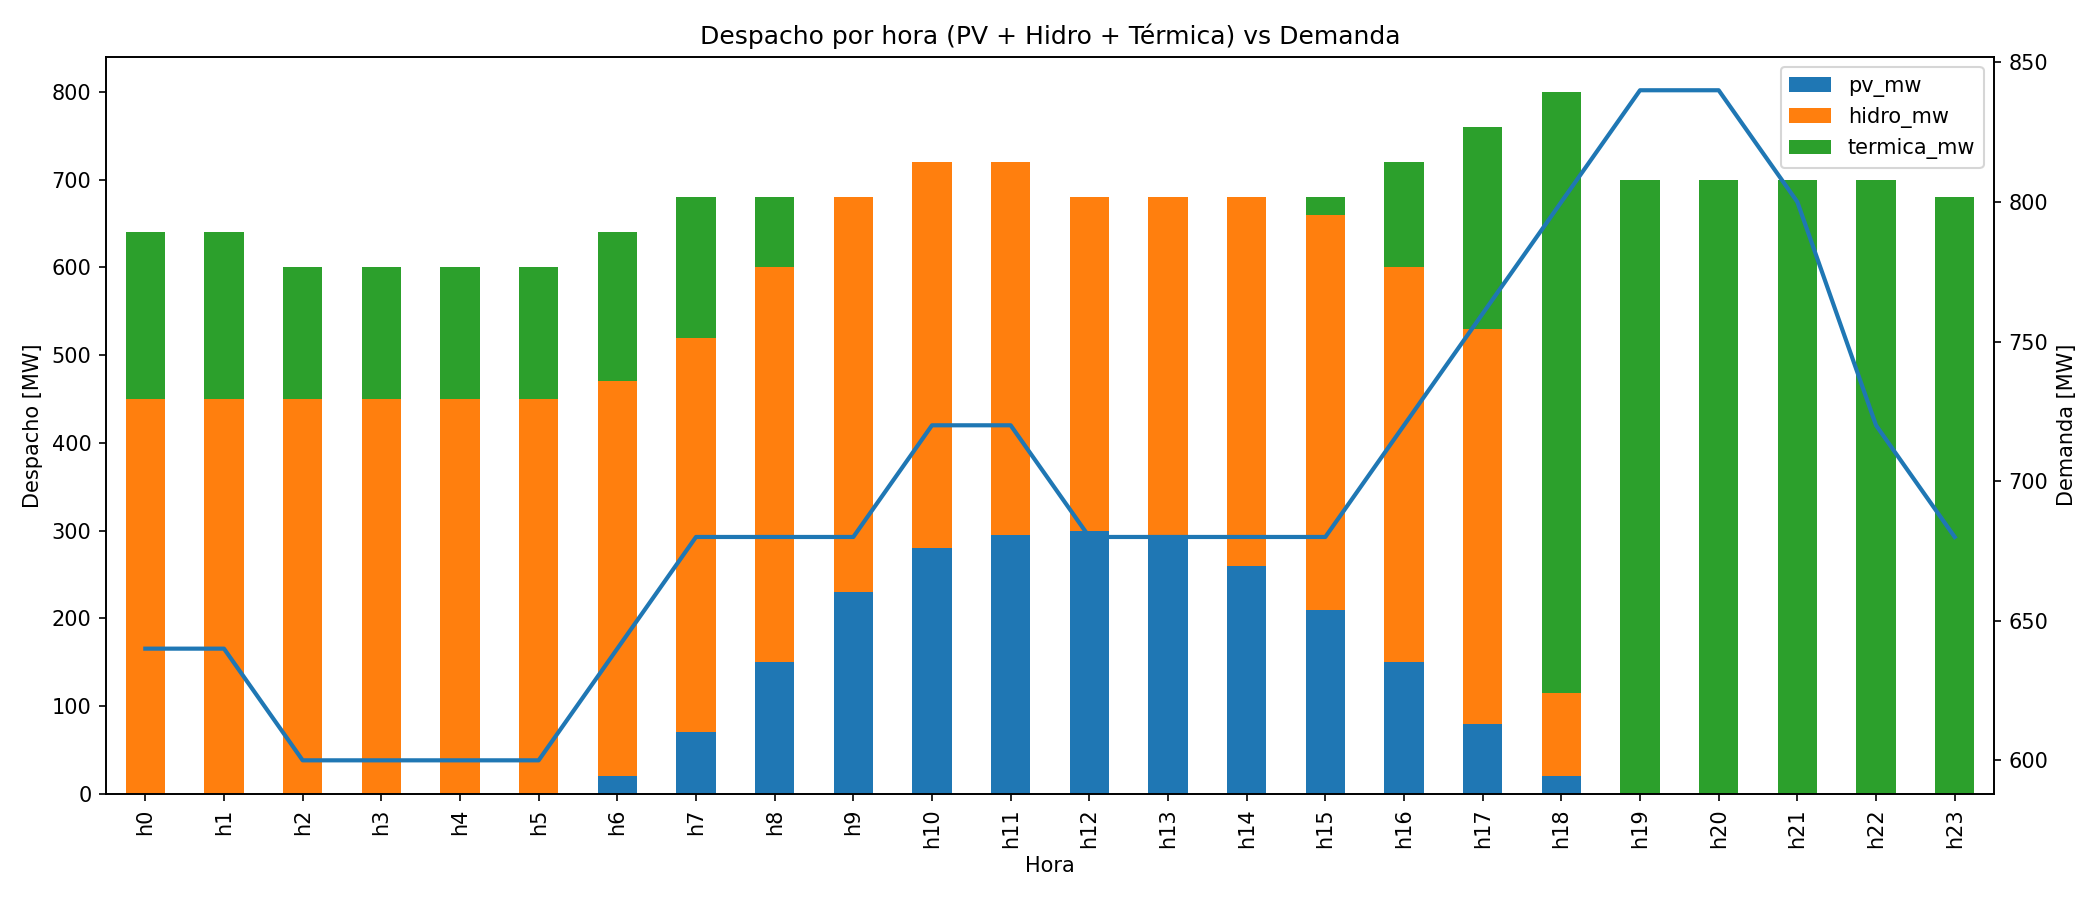 Despacho por hora (PV + Hidro + Térmica) vs Demanda
pv_mw
hidro_mw
termica_mw
Despacho [MW]
800
700
600
500
400
300
200
100
0
850
800
750
700
650
600
Demanda [MW]
h0 h1 h2 h3 h4 h5 h6 h7 h8 h9 h10 h11 h12 h13 h14 h15 h16 h17 h18 h19 h20 h21 h22 h23
Hora